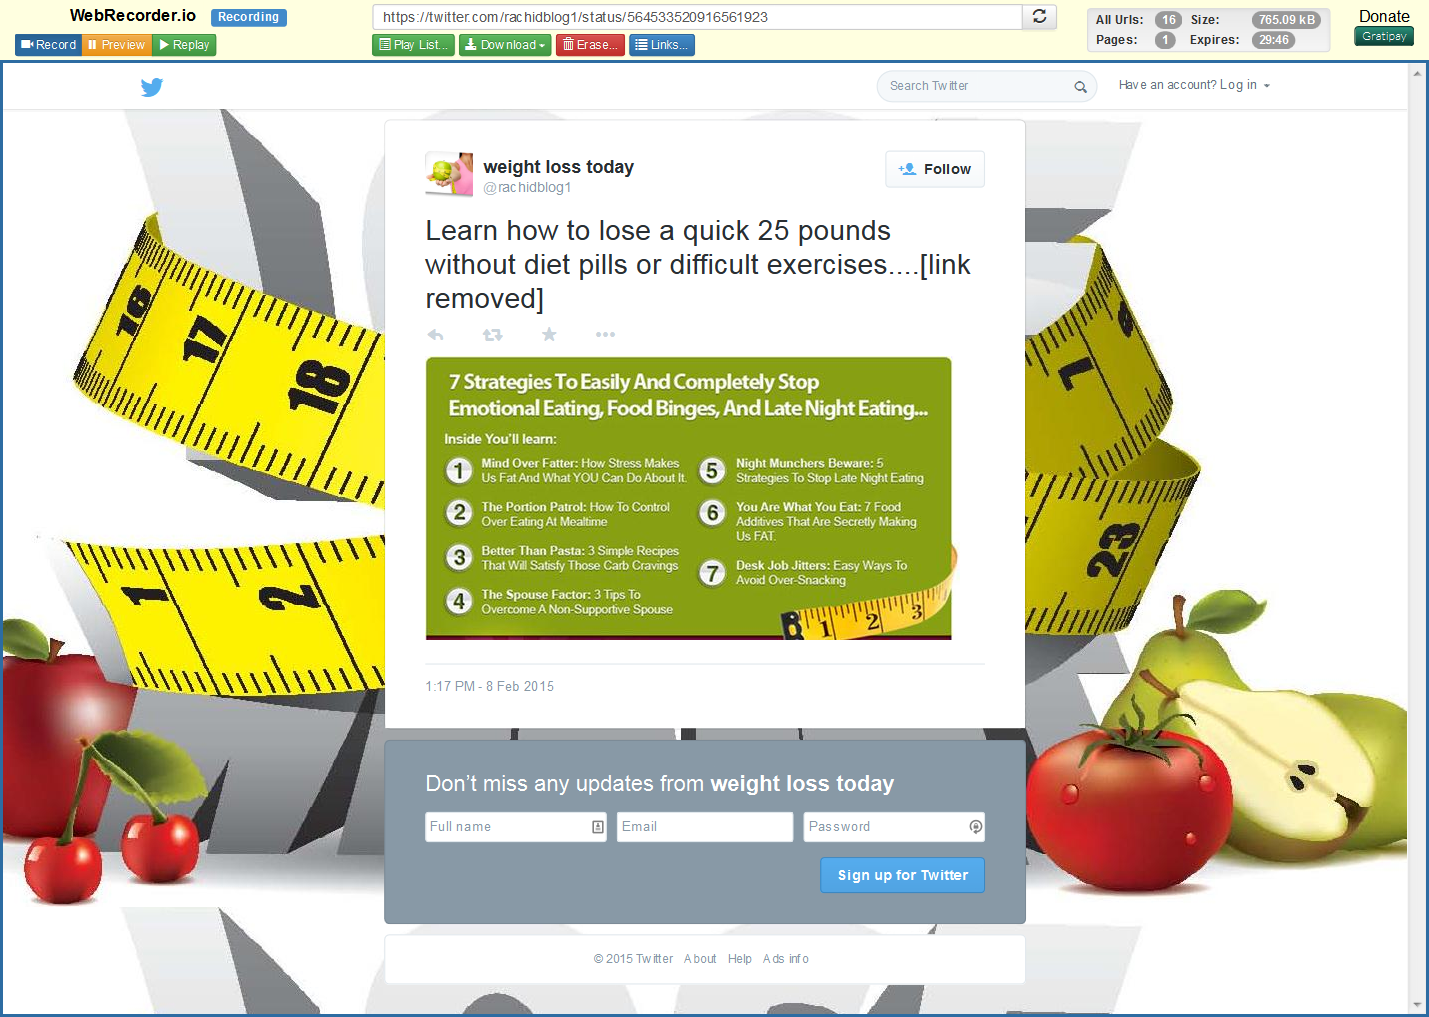 WebRecorder.io Recording
https://twitter.com/rachidblog1/status/564533520916561923
All Urls: 16 Size: 765.09 kB
Pages: 1 Expires: 29:46
Donate
Gratipay
Record Preview Replay
Play List... Download Erase... Links...
Search Twitter
Have an account? Log in
weight loss today
@rachidblog1
Follow
Learn how to lose a quick 25 pounds
without diet pills or difficult exercises....[link
removed]
7 Strategies To Easily And Completely Stop
Emotional Eating, Food Binges, And Late Night Eating...
Inside You'll learn:
1 Mind Over Fatter: How Stress Makes
Us Fat And What YOU Can Do About It.
2 The Portion Patrol: How To Control
Over Eating At Mealtime
3 Better Than Pasta: 3 Simple Recipes
That Will Satisfy Those Carb Cravings
4 The Spouse Factor: 3 Tips To
Overcome A Non-Supportive Spouse
5 Night Munchers Beware: 5
Strategies To Stop Late Night Eating
6 You Are What You Eat: 7 Food
Additives That Are Secretly Making
Us FAT.
7 Desk Job Jitters: Easy Ways To
Avoid Over-Snacking
1 2 3
16 17 18
1 2
1
23
1:17 PM - 8 Feb 2015
Don't miss any updates from weight loss today
Full name Email Password
Sign up for Twitter
© 2015 Twitter About Help Ads info